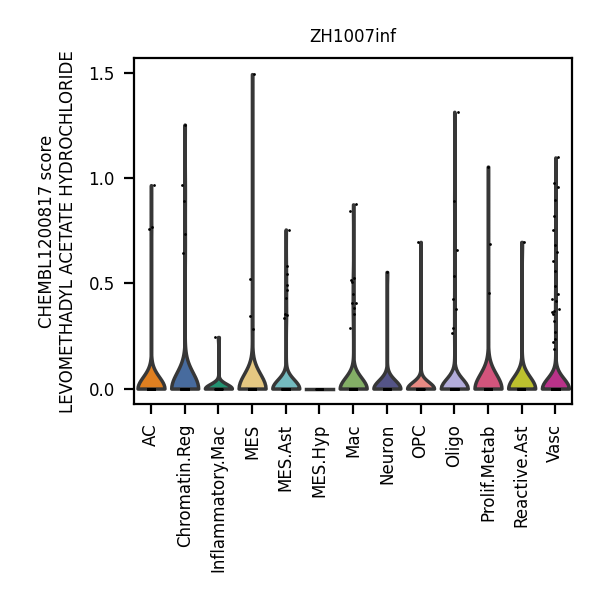 ZH1007inf
CHEMBL1200817 score
LEVOMETHADYL ACETATE HYDROCHLORIDE
1.5
1.0
0.5
0.0
AC
Chromatin.Reg
Inflammatory.Mac
MES
MES.Ast
MES.Hyp
Mac
Neuron
OPC
Oligo
Prolif.Metab
Reactive.Ast
Vasc